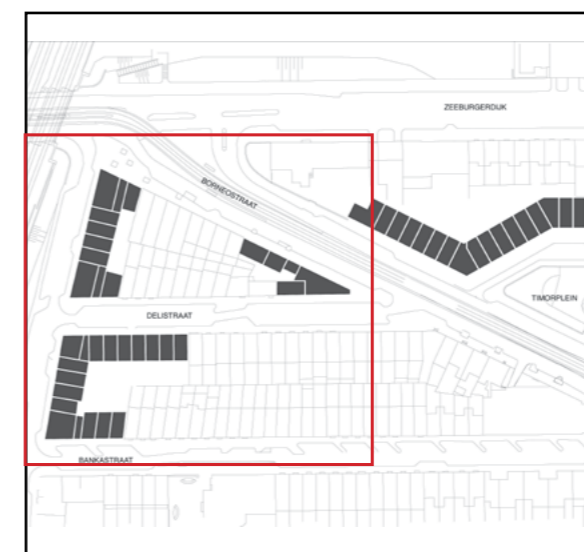 ZEEBURGERDIJK
BORNEOSTRAAT
TIMORPLEIN
DELISTRAAT
BANKASTRAAT